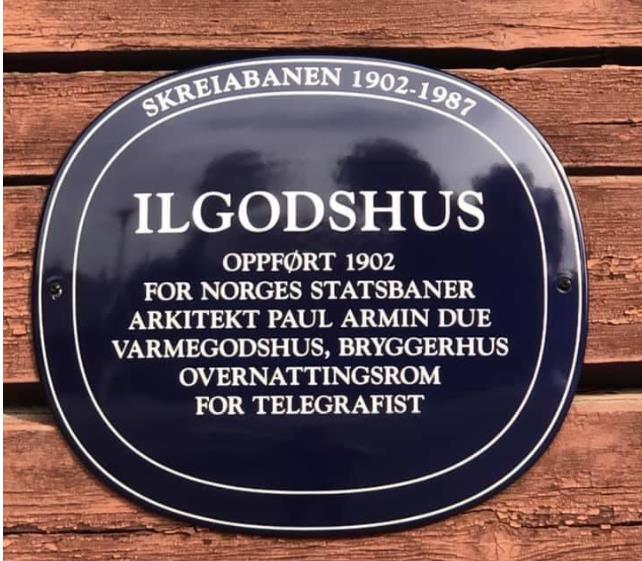 SKREIABANEN 1902-1987
ILGODSHUS
OPPFØRT 1902
FOR NORGES STATSBANER
ARKITEKT PAUL ARMIN DUE
VARMEGODSHUS, BRYGGERHUS
OVERNATTINGSROM
FOR TELEGRAFIST